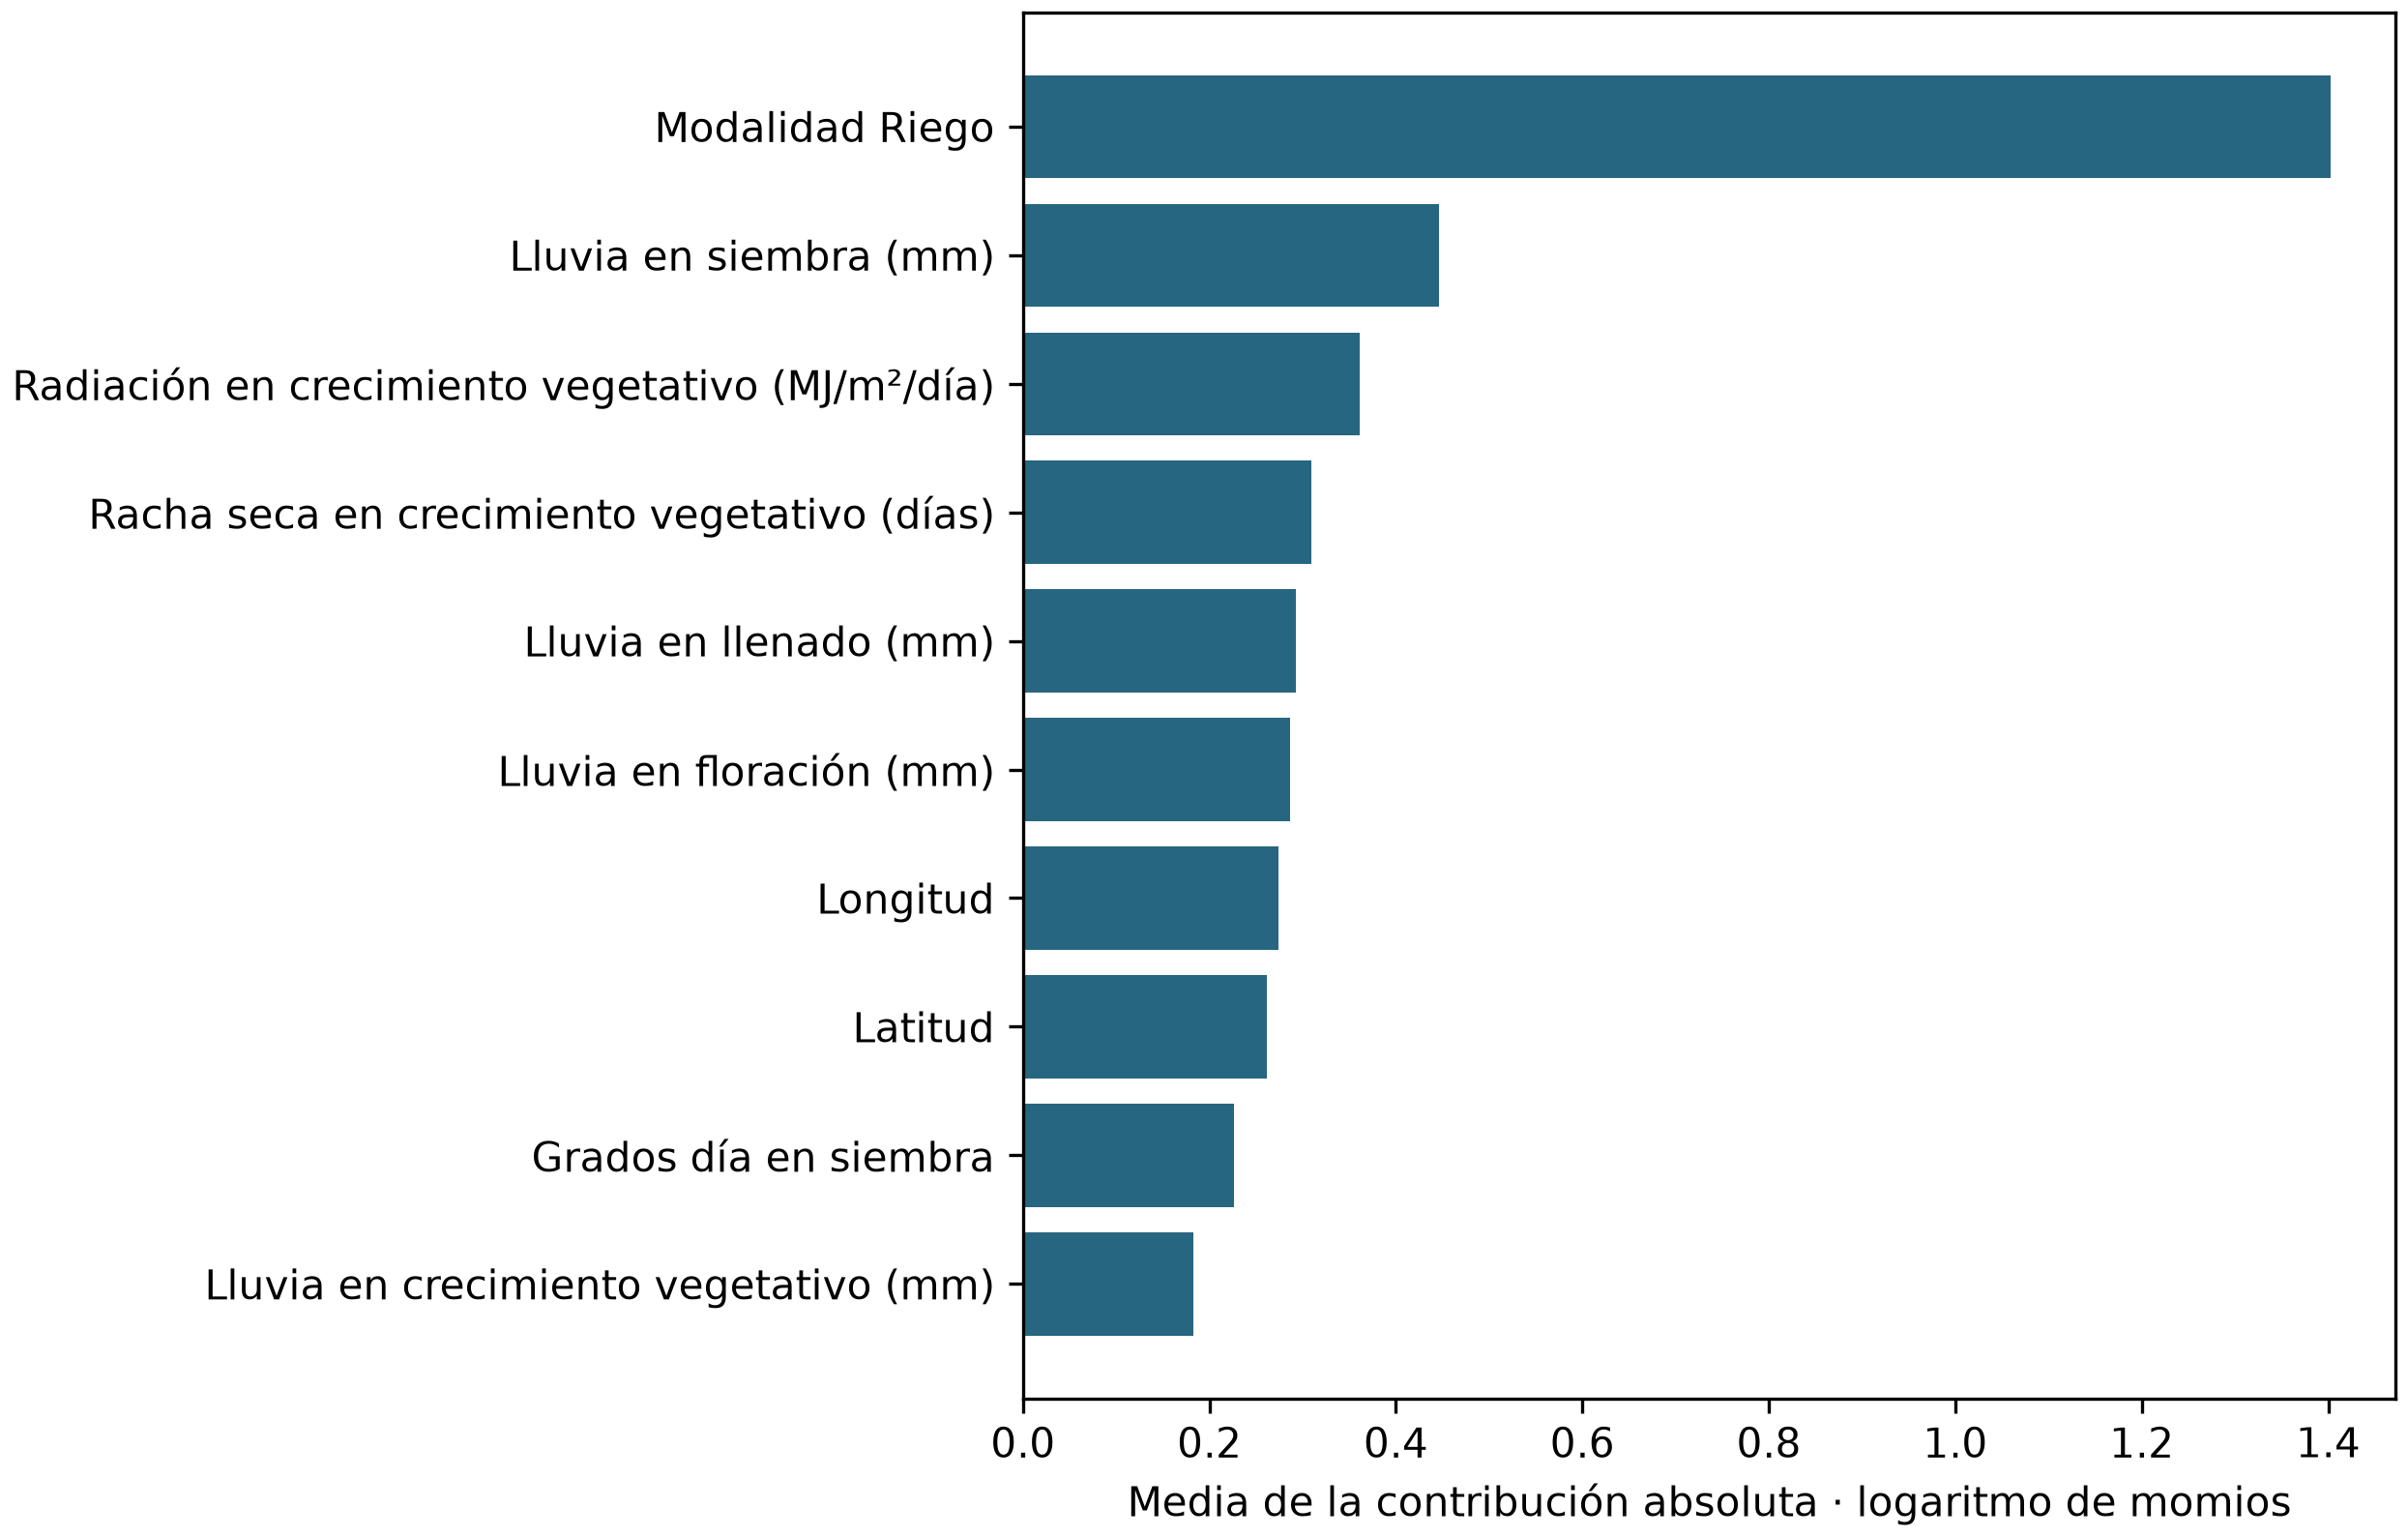 Modalidad Riego
Lluvia en siembra (mm)
Radiación en crecimiento vegetativo (MJ/m²/día)
Racha seca en crecimiento vegetativo (días)
Lluvia en llenado (mm)
Lluvia en floración (mm)
Longitud
Latitud
Grados día en siembra
Lluvia en crecimiento vegetativo (mm)
0.0 0.2 0.4 0.6 0.8 1.0 1.2 1.4
Media de la contribución absoluta · logaritmo de momios